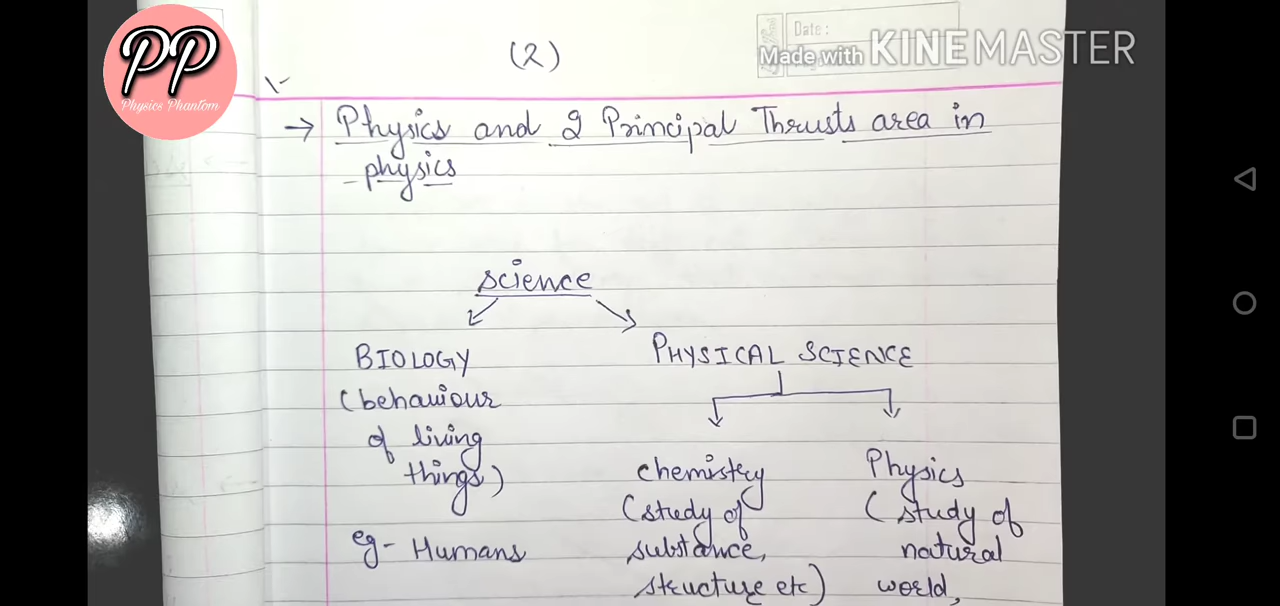 PP
Physics Phantom
(2)
Date :
Made with KINEMASTER
→ Physics and 2 Principal Thrusts area in
physics
Science
BIOLOGY
(behaviour
of living
things)
eg - Humans
PHYSICAL SCIENCE
Chemistry
(study of
substance,
structure etc)
Physics
(study of
natural
world,